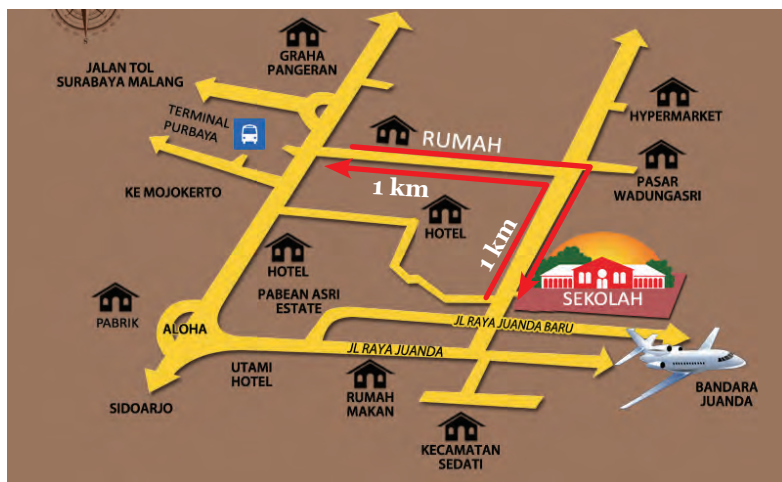 GRAHA
PANGERAN
JALAN TOL
SURABAYA MALANG
TERMINAL
PURBAYA
RUMAH
HYPERMARKET
KE MOJOKERTO
1 km
PASAR
WADUNGASRI
HOTEL
1 km
HOTEL
PABEAN ASRI
ESTATE
SEKOLAH
PABRIK
ALOHA
JL RAYA JUANDA BARU
JL RAYA JUANDA
UTAMI
HOTEL
RUMAH
MAKAN
BANDARA
JUANDA
SIDOARJO
KECAMATAN
SEDATI